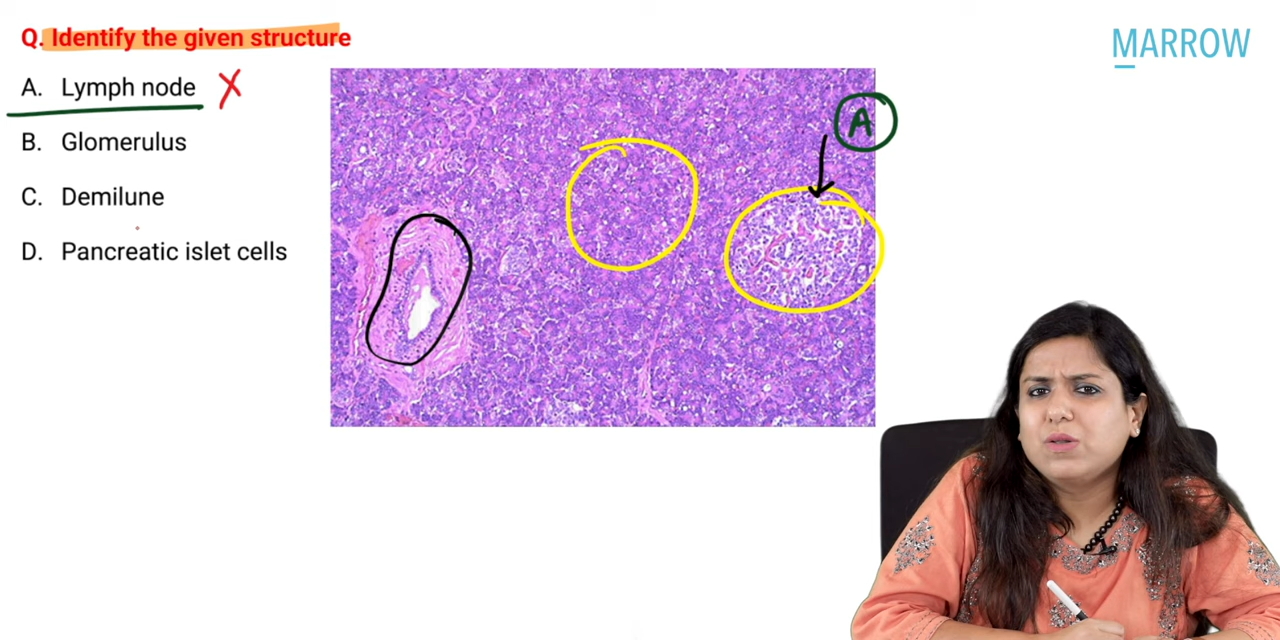 Q. Identify the given structure
MARROW
A. Lymph node X
B. Glomerulus
C. Demilune
D. Pancreatic islet cells
A